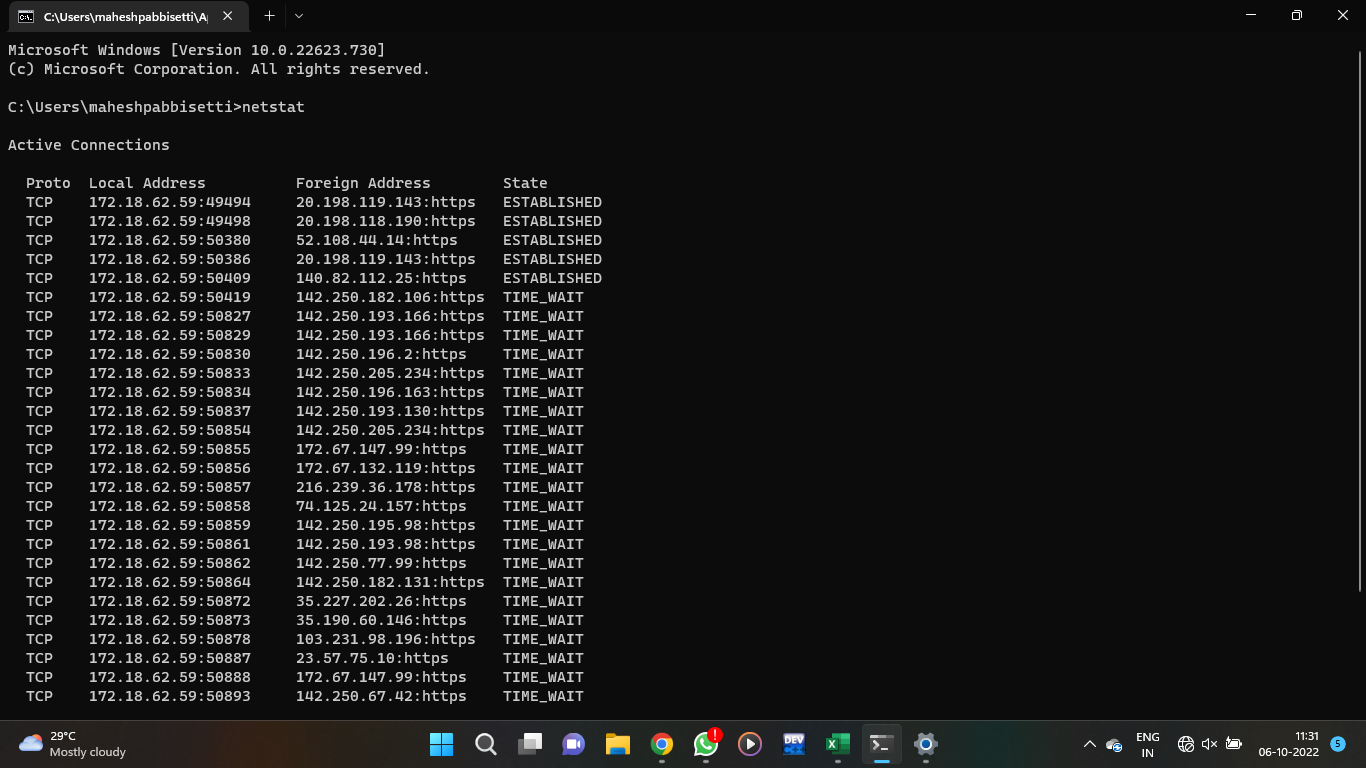 C:\Users\maheshpabbisetti\A
Microsoft Windows [Version 10.0.22623.730]
(c) Microsoft Corporation. All rights reserved.
C:\Users\maheshpabbisetti>netstat
Active Connections
Proto  Local Address          Foreign Address        State
TCP    172.18.62.59:49494     20.198.119.143:https   ESTABLISHED
TCP    172.18.62.59:49498     20.198.118.190:https   ESTABLISHED
TCP    172.18.62.59:50380     52.108.44.14:https     ESTABLISHED
TCP    172.18.62.59:50386     20.198.119.143:https   ESTABLISHED
TCP    172.18.62.59:50409     140.82.112.25:https    ESTABLISHED
TCP    172.18.62.59:50419     142.250.182.106:https  TIME_WAIT
TCP    172.18.62.59:50827     142.250.193.166:https  TIME_WAIT
TCP    172.18.62.59:50829     142.250.193.166:https  TIME_WAIT
TCP    172.18.62.59:50830     142.250.196.2:https    TIME_WAIT
TCP    172.18.62.59:50833     142.250.205.234:https  TIME_WAIT
TCP    172.18.62.59:50834     142.250.196.163:https  TIME_WAIT
TCP    172.18.62.59:50837     142.250.193.130:https  TIME_WAIT
TCP    172.18.62.59:50854     142.250.205.234:https  TIME_WAIT
TCP    172.18.62.59:50855     172.67.147.99:https    TIME_WAIT
TCP    172.18.62.59:50856     172.67.132.119:https   TIME_WAIT
TCP    172.18.62.59:50857     216.239.36.178:https   TIME_WAIT
TCP    172.18.62.59:50858     74.125.24.157:https    TIME_WAIT
TCP    172.18.62.59:50859     142.250.195.98:https   TIME_WAIT
TCP    172.18.62.59:50861     142.250.193.98:https   TIME_WAIT
TCP    172.18.62.59:50862     142.250.77.99:https    TIME_WAIT
TCP    172.18.62.59:50864     142.250.182.131:https  TIME_WAIT
TCP    172.18.62.59:50872     35.227.202.26:https    TIME_WAIT
TCP    172.18.62.59:50873     35.190.60.146:https    TIME_WAIT
TCP    172.18.62.59:50878     103.231.98.196:https   TIME_WAIT
TCP    172.18.62.59:50887     23.57.75.10:https      TIME_WAIT
TCP    172.18.62.59:50888     172.67.147.99:https    TIME_WAIT
TCP    172.18.62.59:50893     142.250.67.42:https    TIME_WAIT
29°C
Mostly cloudy
DEV
ENG
IN
11:31
06-10-2022
5